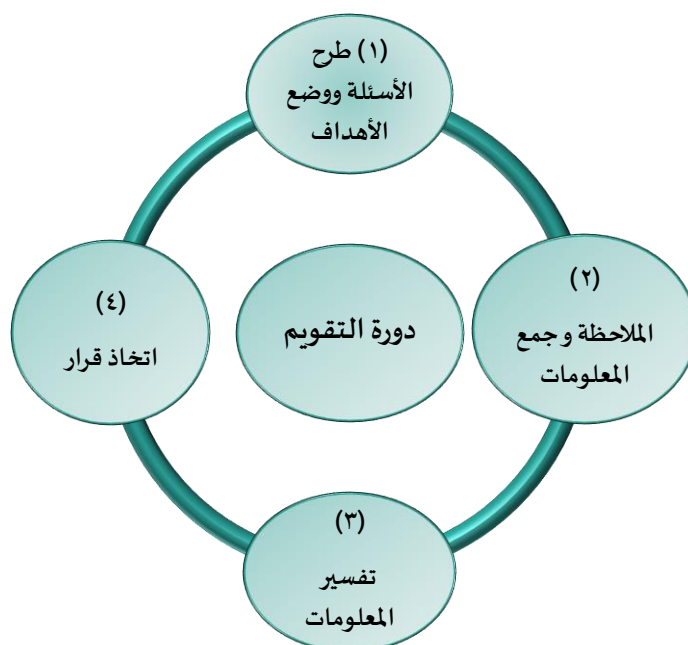 (١) طرح
الأسئلة ووضع
الأهداف
(٢)
الملاحظة وجمع
المعلومات
(٣)
تفسير
المعلومات
(٤)
اتخاذ قرار
دورة التقويم